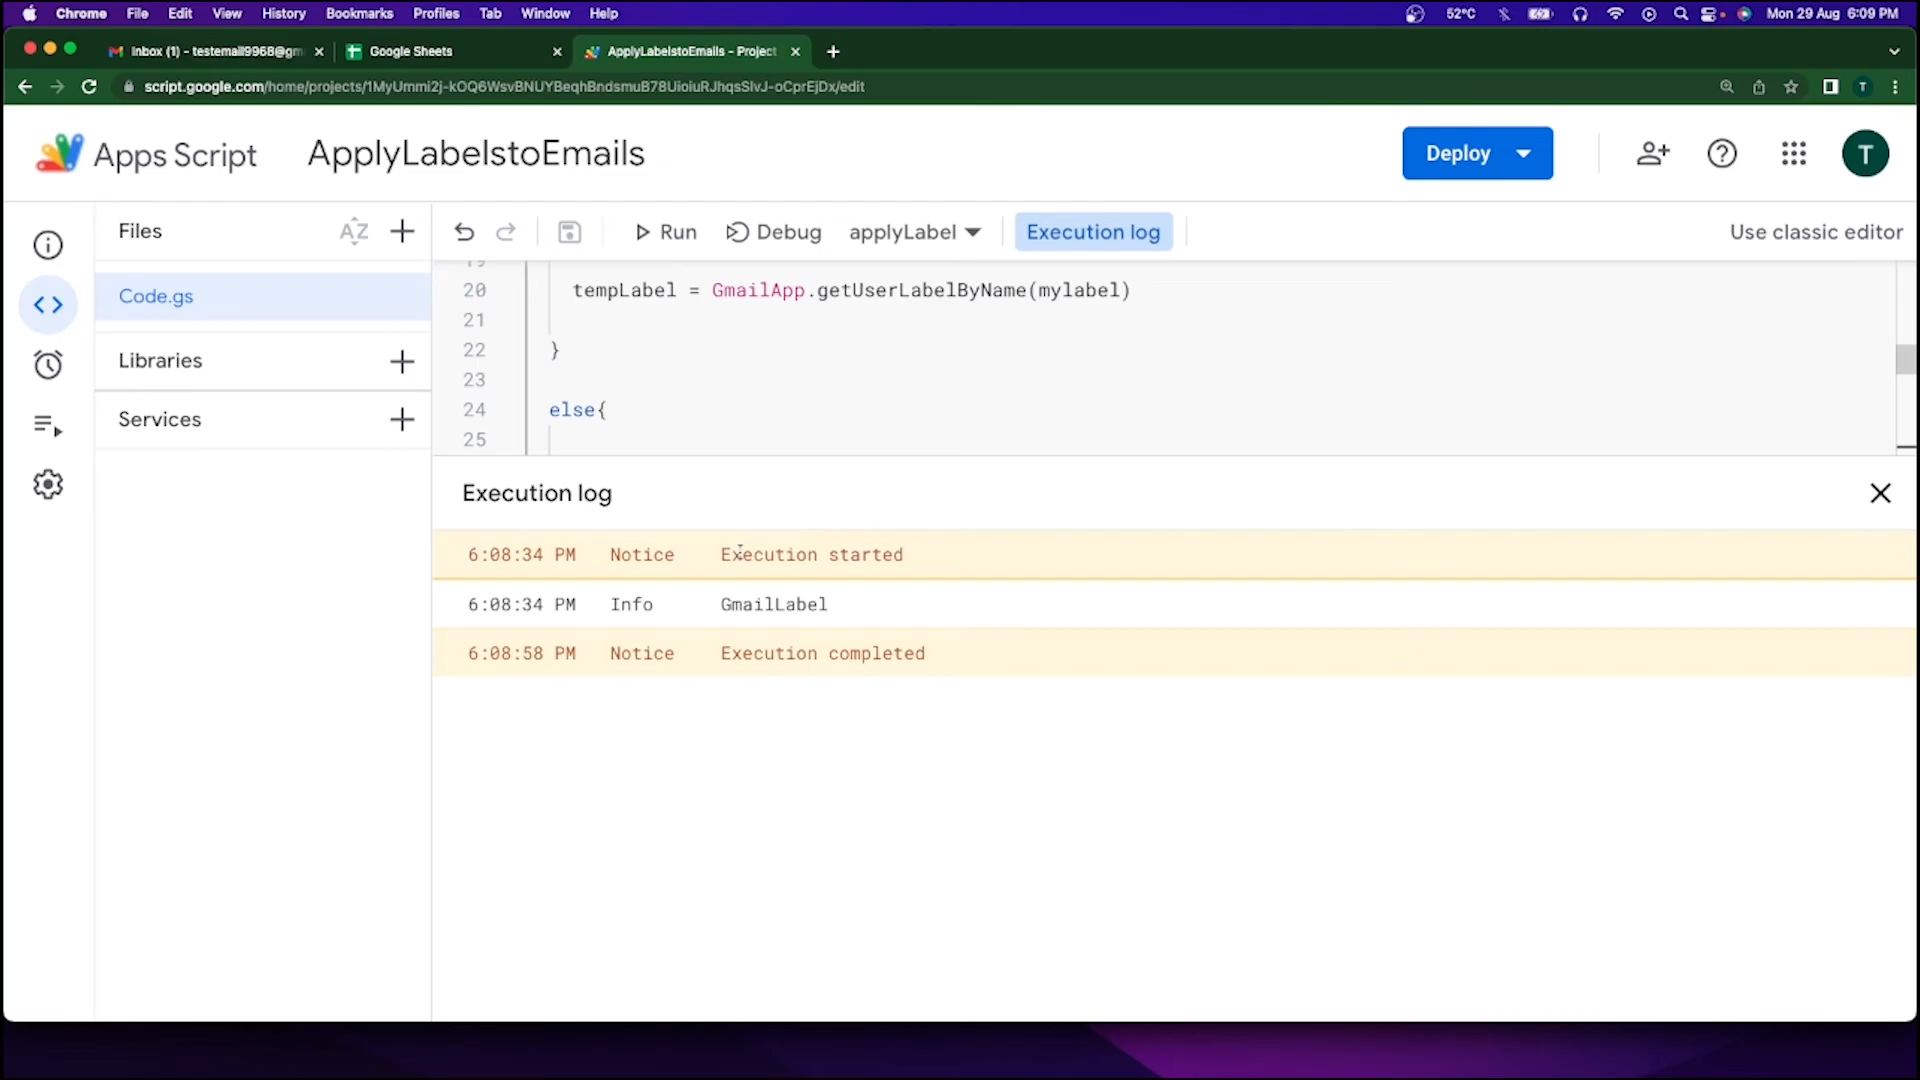 Chrome File Edit View History Bookmarks Profiles Tab Window Help 52°C Mon 29 Aug 6:09 PM
Inbox (1) - testemail9968@gm Google Sheets ApplyLabelstoEmails - Project
script.google.com/home/projects/1MyUmmi2j-kOQ6WsvBNUYBeqhBndsmuB78UioiuRJhqsSlvJ-oCprEjDx/edit T
Apps Script ApplyLabelstoEmails Deploy T
Files AZ Run Debug applyLabel Execution log Use classic editor
Code.gs
Libraries
Services
19
20 tempLabel = GmailApp.getUserLabelByName(mylabel)
21
22 }
23
24 else{
25
Execution log
6:08:34 PM Notice Execution started
6:08:34 PM Info GmailLabel
6:08:58 PM Notice Execution completed